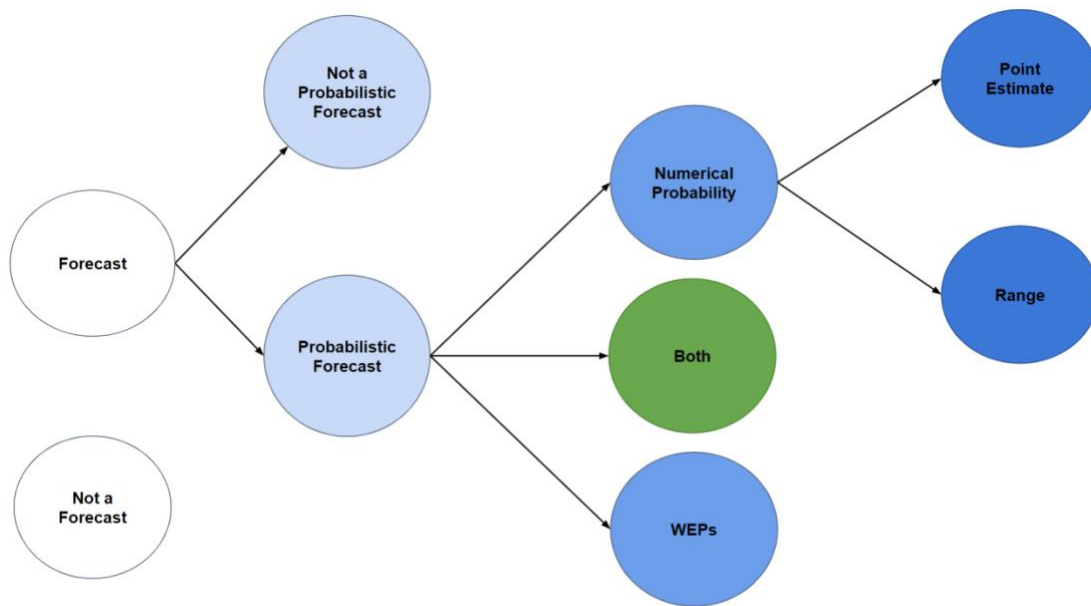 Forecast
Not a
Forecast
Not a
Probabilistic
Forecast
Probabilistic
Forecast
Numerical
Probability
Both
WEPs
Point
Estimate
Range